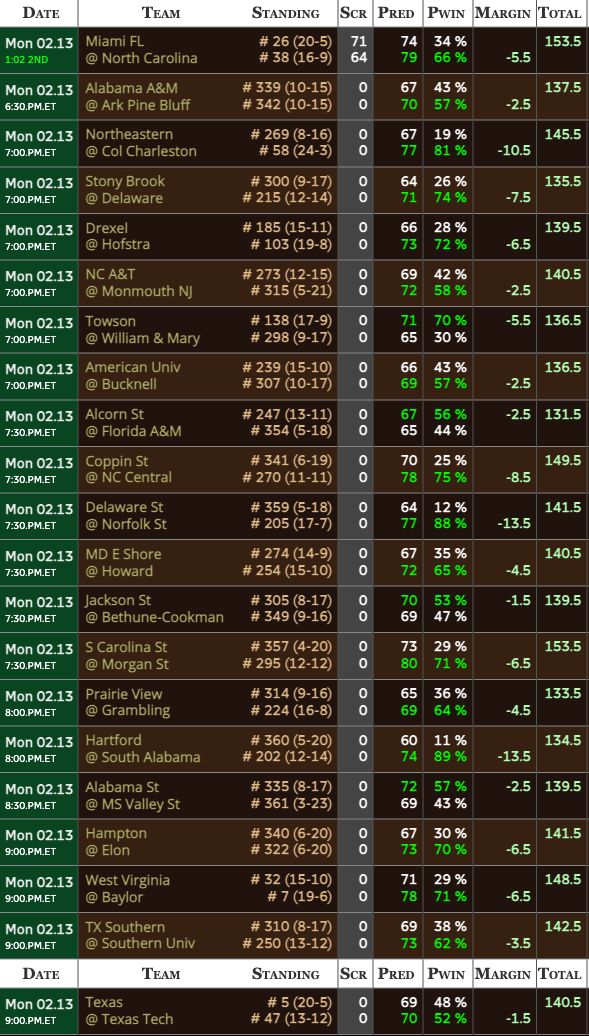 Date Team Standing Scr Pred Pwin Margin Total
Mon 02.13 Miami FL # 26 (20-5) 71 74 34 % 153.5
1:02 2ND @ North Carolina # 38 (16-9) 64 79 66 % -5.5
Mon 02.13 Alabama A&M # 339 (10-15) 0 67 43 % 137.5
6:30.PM.ET @ Ark Pine Bluff # 342 (10-15) 0 70 57 % -2.5
Mon 02.13 Northeastern # 269 (8-16) 0 67 19 % 145.5
7:00.PM.ET @ Col Charleston # 58 (24-3) 0 77 81 % -10.5
Mon 02.13 Stony Brook # 300 (9-17) 0 64 26 % 135.5
7:00.PM.ET @ Delaware # 215 (12-14) 0 71 74 % -7.5
Mon 02.13 Drexel # 185 (15-11) 0 66 28 % 139.5
7:00.PM.ET @ Hofstra # 103 (19-8) 0 73 72 % -6.5
Mon 02.13 NC A&T # 273 (12-15) 0 69 42 % 140.5
7:00.PM.ET @ Monmouth NJ # 315 (5-21) 0 72 58 % -2.5
Mon 02.13 Towson # 138 (17-9) 0 71 70 % -5.5 136.5
7:00.PM.ET @ William & Mary # 298 (9-17) 0 65 30 %
Mon 02.13 American Univ # 239 (15-10) 0 66 43 % 136.5
7:00.PM.ET @ Bucknell # 307 (10-17) 0 69 57 % -2.5
Mon 02.13 Alcorn St # 247 (13-11) 0 67 56 % -2.5 131.5
7:30.PM.ET @ Florida A&M # 354 (5-18) 0 65 44 %
Mon 02.13 Coppin St # 341 (6-19) 0 70 25 % 149.5
7:30.PM.ET @ NC Central # 270 (11-11) 0 78 75 % -8.5
Mon 02.13 Delaware St # 359 (5-18) 0 64 12 % 141.5
7:30.PM.ET @ Norfolk St # 205 (17-7) 0 77 88 % -13.5
Mon 02.13 MD E Shore # 274 (14-9) 0 67 35 % 140.5
7:30.PM.ET @ Howard # 254 (15-10) 0 72 65 % -4.5
Mon 02.13 Jackson St # 305 (8-17) 0 70 53 % -1.5 139.5
7:30.PM.ET @ Bethune-Cookman # 349 (9-16) 0 69 47 %
Mon 02.13 S Carolina St # 357 (4-20) 0 73 29 % 153.5
7:30.PM.ET @ Morgan St # 295 (12-12) 0 80 71 % -6.5
Mon 02.13 Prairie View # 314 (9-16) 0 65 36 % 133.5
8:00.PM.ET @ Grambling # 224 (16-8) 0 69 64 % -4.5
Mon 02.13 Hartford # 360 (5-20) 0 60 11 % 134.5
8:00.PM.ET @ South Alabama # 202 (12-14) 0 74 89 % -13.5
Mon 02.13 Alabama St # 335 (8-17) 0 72 57 % -2.5 139.5
8:30.PM.ET @ MS Valley St # 361 (3-23) 0 69 43 %
Mon 02.13 Hampton # 340 (6-20) 0 67 30 % 141.5
9:00.PM.ET @ Elon # 322 (6-20) 0 73 70 % -6.5
Mon 02.13 West Virginia # 32 (15-10) 0 71 29 % 148.5
9:00.PM.ET @ Baylor # 7 (19-6) 0 78 71 % -6.5
Mon 02.13 TX Southern # 310 (8-17) 0 69 38 % 142.5
9:00.PM.ET @ Southern Univ # 250 (13-12) 0 73 62 % -3.5
Date Team Standing Scr Pred Pwin Margin Total
Mon 02.13 Texas # 5 (20-5) 0 69 48 % 140.5
9:00.PM.ET @ Texas Tech # 47 (13-12) 0 70 52 % -1.5